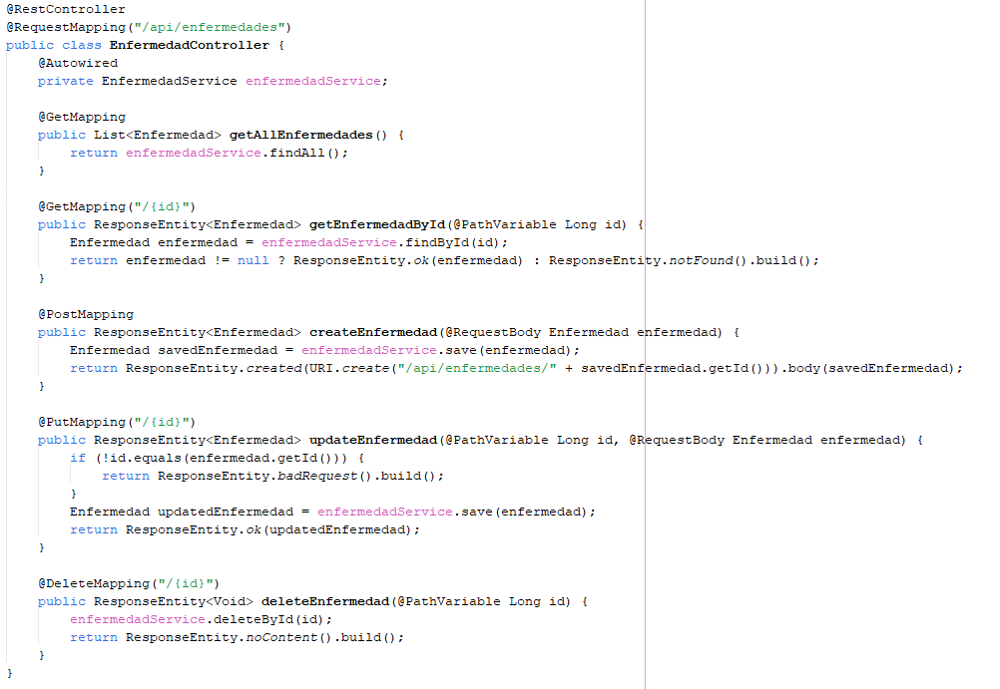 @RestController
@RequestMapping("/api/enfermedades")
public class EnfermedadController {
    @Autowired
    private EnfermedadService enfermedadService;

    @GetMapping
    public List<Enfermedad> getAllEnfermedades() {
        return enfermedadService.findAll();
    }

    @GetMapping("/{id}")
    public ResponseEntity<Enfermedad> getEnfermedadById(@PathVariable Long id) {
        Enfermedad enfermedad = enfermedadService.findById(id);
        return enfermedad != null ? ResponseEntity.ok(enfermedad) : ResponseEntity.notFound().build();
    }

    @PostMapping
    public ResponseEntity<Enfermedad> createEnfermedad(@RequestBody Enfermedad enfermedad) {
        Enfermedad savedEnfermedad = enfermedadService.save(enfermedad);
        return ResponseEntity.created(URI.create("/api/enfermedades/" + savedEnfermedad.getId())).body(savedEnfermedad);
    }

    @PutMapping("/{id}")
    public ResponseEntity<Enfermedad> updateEnfermedad(@PathVariable Long id, @RequestBody Enfermedad enfermedad) {
        if (!id.equals(enfermedad.getId())) {
            return ResponseEntity.badRequest().build();
        }
        Enfermedad updatedEnfermedad = enfermedadService.save(enfermedad);
        return ResponseEntity.ok(updatedEnfermedad);
    }

    @DeleteMapping("/{id}")
    public ResponseEntity<Void> deleteEnfermedad(@PathVariable Long id) {
        enfermedadService.deleteById(id);
        return ResponseEntity.noContent().build();
    }
}